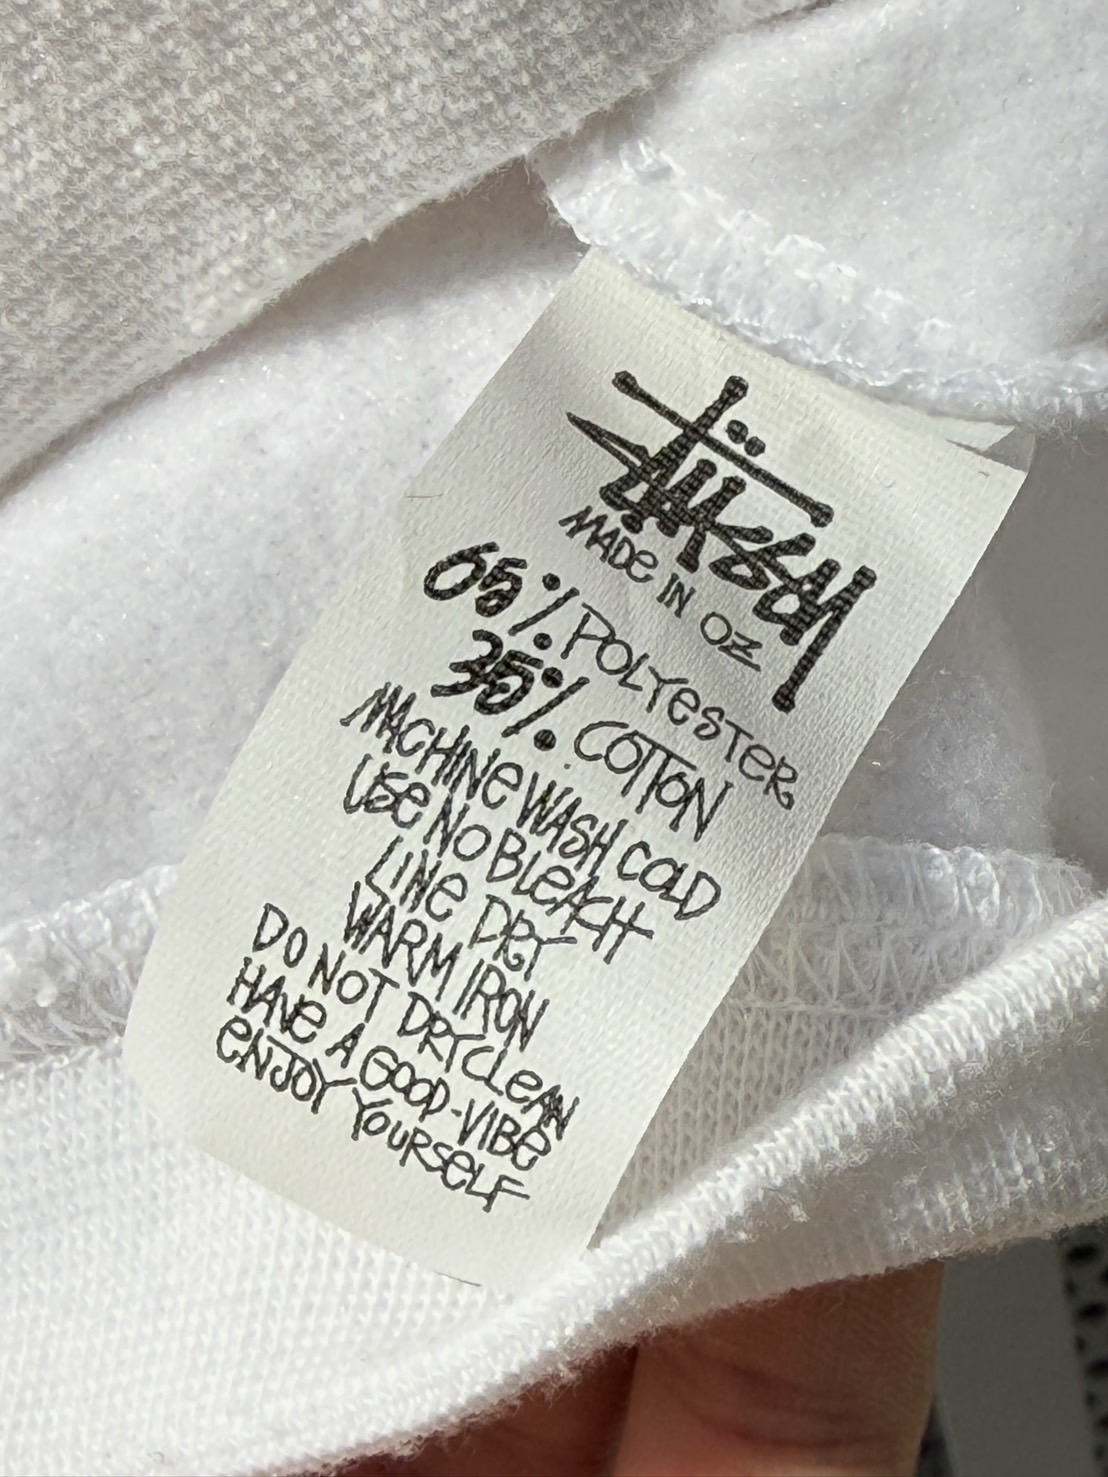 Stüssy
MADE IN OZ
65% POLYESTER
35% COTTON
MACHINE WASH COLD
USE NO BLEACH
LINE DRY
WARM IRON
DO NOT DRYCLEAN
HAVE A GOOD-VIBE
ENJOY YOURSELF